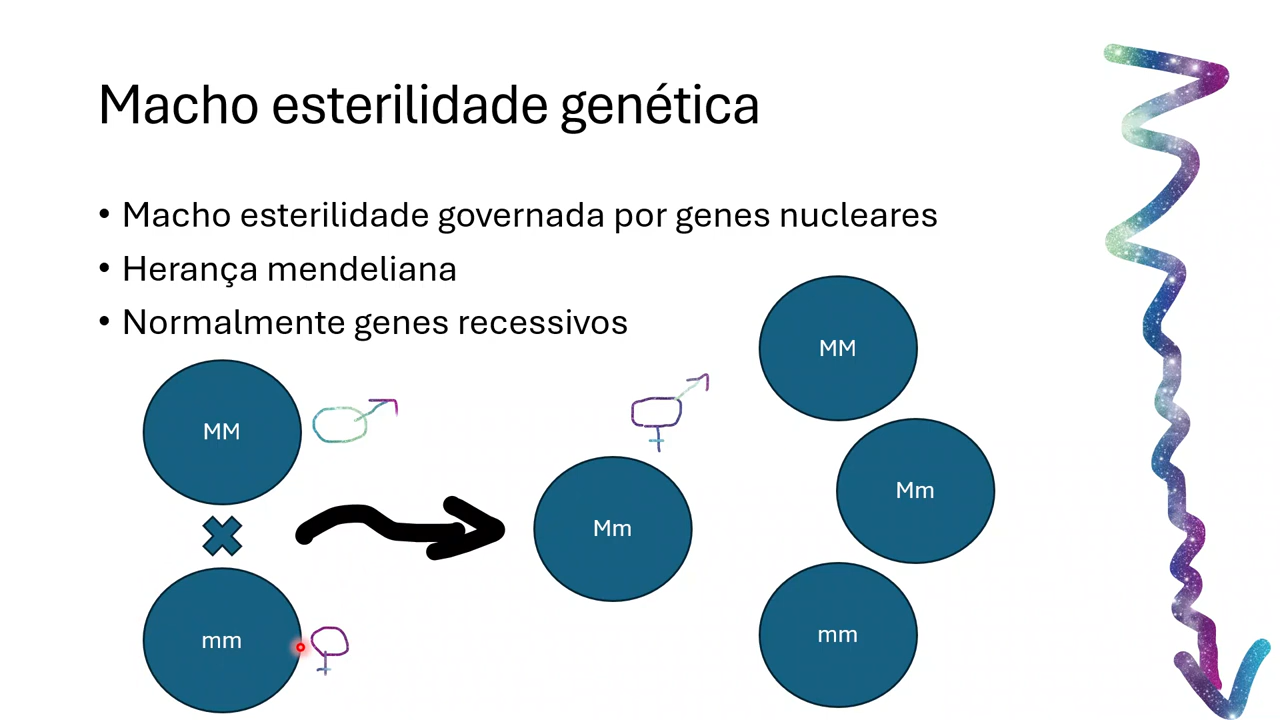 Macho esterilidade genética
• Macho esterilidade governada por genes nucleares
• Herança mendeliana
• Normalmente genes recessivos
MM
mm
Mm
MM
Mm
mm